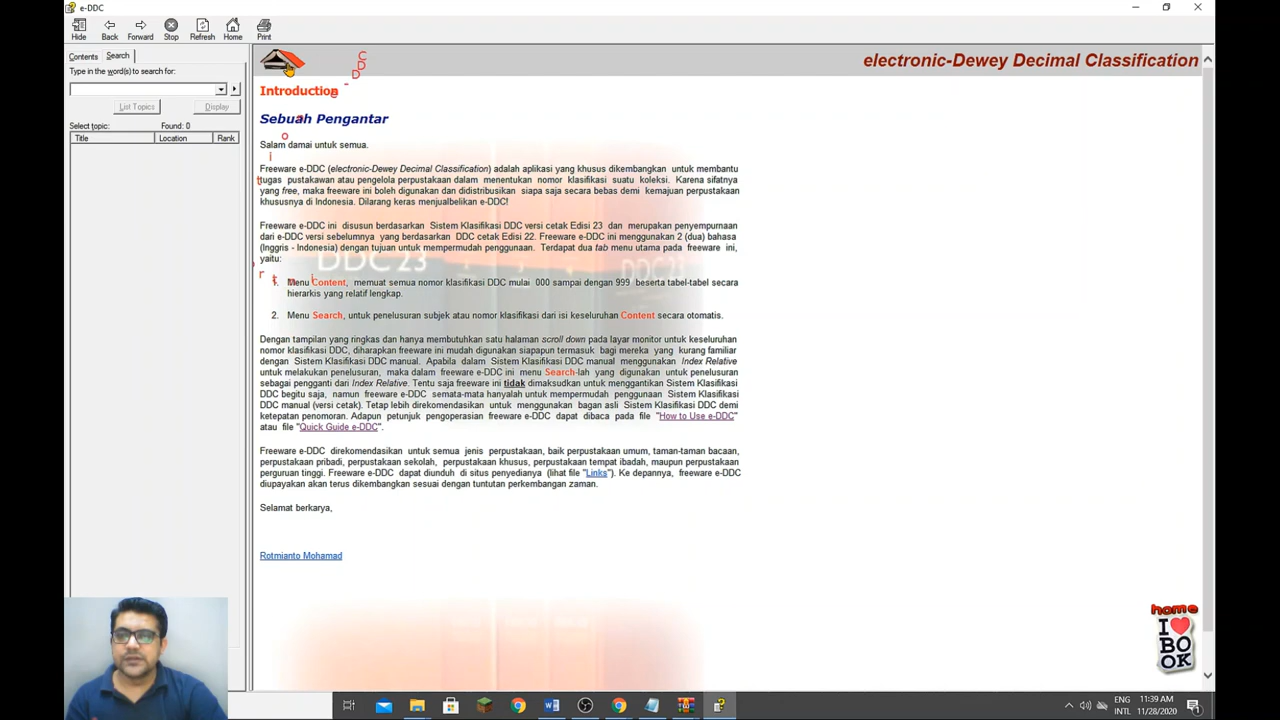 e-DDC
Hide Back Forward Stop Refresh Home Print
Contents Search
Type in the word(s) to search for:
List Topics Display
Select topic: Found: 0
Title Location Rank
electronic-Dewey Decimal Classification
Introduction
Sebuah Pengantar
Salam damai untuk semua.
Freeware e-DDC (electronic-Dewey Decimal Classification) adalah aplikasi yang khusus dikembangkan untuk membantu
tugas pustakawan atau pengelola perpustakaan dalam menentukan nomor klasifikasi suatu koleksi. Karena sifatnya
yang free, maka freeware ini boleh digunakan dan didistribusikan siapa saja secara bebas demi kemajuan perpustakaan
khususnya di Indonesia. Dilarang keras menjualbelikan e-DDC!
Freeware e-DDC ini disusun berdasarkan Sistem Klasifikasi DDC versi cetak Edisi 23 dan merupakan penyempurnaan
dari e-DDC versi sebelumnya yang berdasarkan DDC cetak Edisi 22. Freeware e-DDC ini menggunakan 2 (dua) bahasa
(Inggris - Indonesia) dengan tujuan untuk mempermudah penggunaan. Terdapat dua tab menu utama pada freeware ini,
yaitu:
DDC 23
1. Menu Content, memuat semua nomor klasifikasi DDC mulai 000 sampai dengan 999 beserta tabel-tabel secara
hierarkis yang relatif lengkap.
2. Menu Search, untuk penelusuran subjek atau nomor klasifikasi dari isi keseluruhan Content secara otomatis.
Dengan tampilan yang ringkas dan hanya membutuhkan satu halaman scroll down pada layar monitor untuk keseluruhan
nomor klasifikasi DDC, diharapkan freeware ini mudah digunakan siapapun termasuk bagi mereka yang kurang familiar
dengan Sistem Klasifikasi DDC manual. Apabila dalam Sistem Klasifikasi DDC manual menggunakan Index Relative
untuk melakukan penelusuran, maka dalam freeware e-DDC ini menu Search-lah yang digunakan untuk penelusuran
sebagai pengganti dari Index Relative. Tentu saja freeware ini tidak dimaksudkan untuk menggantikan Sistem Klasifikasi
DDC begitu saja, namun freeware e-DDC semata-mata hanyalah untuk mempermudah penggunaan Sistem Klasifikasi
DDC manual (versi cetak). Tetap lebih direkomendasikan untuk menggunakan bagan asli Sistem Klasifikasi DDC demi
ketepatan penomoran. Adapun petunjuk pengoperasian freeware e-DDC dapat dibaca pada file "How to Use e-DDC"
atau file "Quick Guide e-DDC".
Freeware e-DDC direkomendasikan untuk semua jenis perpustakaan, baik perpustakaan umum, taman-taman bacaan,
perpustakaan pribadi, perpustakaan sekolah, perpustakaan khusus, perpustakaan tempat ibadah, maupun perpustakaan
perguruan tinggi. Freeware e-DDC dapat diunduh di situs penyedianya (lihat file "Links"). Ke depannya, freeware e-DDC
diupayakan akan terus dikembangkan sesuai dengan tuntutan perkembangan zaman.
Selamat berkarya,
Rotmianto Mohamad
home
I
BO
OK
ENG 11:39 AM
INTL 11/28/2020